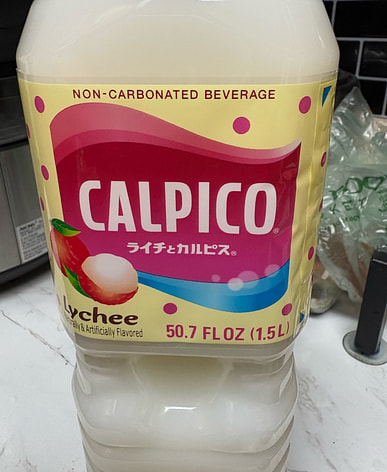 NON-CARBONATED BEVERAGE
CALPICO®
ライチとカルピス®
Lychee
& Artificially Flavored
50.7 FL OZ (1.5 L)